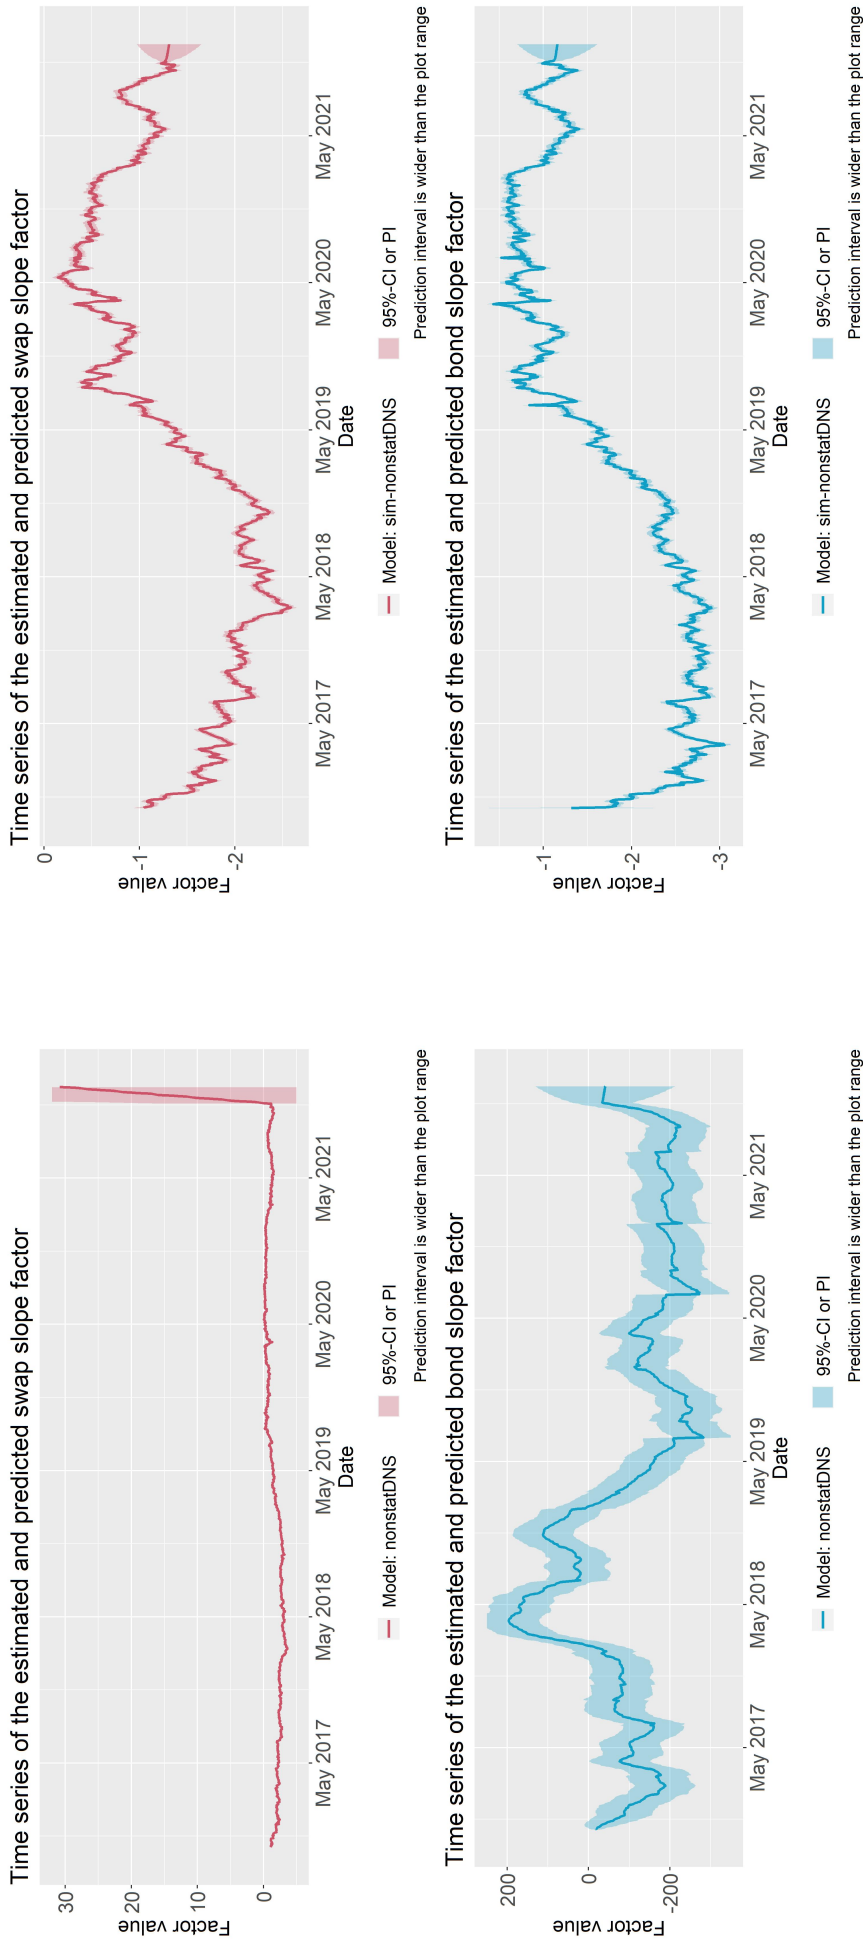 Time series of the estimated and predicted swap slope factor
Factor value
30
20
10
0
May 2017
May 2018
May 2019
May 2020
May 2021
Date
Model: nonstatDNS
95%-CI or PI
Prediction interval is wider than the plot range
Time series of the estimated and predicted swap slope factor
Factor value
0
-1
-2
May 2017
May 2018
May 2019
May 2020
May 2021
Date
Model: sim-nonstatDNS
95%-CI or PI
Prediction interval is wider than the plot range
Time series of the estimated and predicted bond slope factor
Factor value
200
0
-200
May 2017
May 2018
May 2019
May 2020
May 2021
Date
Model: nonstatDNS
95%-CI or PI
Prediction interval is wider than the plot range
Time series of the estimated and predicted bond slope factor
Factor value
-1
-2
-3
May 2017
May 2018
May 2019
May 2020
May 2021
Date
Model: sim-nonstatDNS
95%-CI or PI
Prediction interval is wider than the plot range